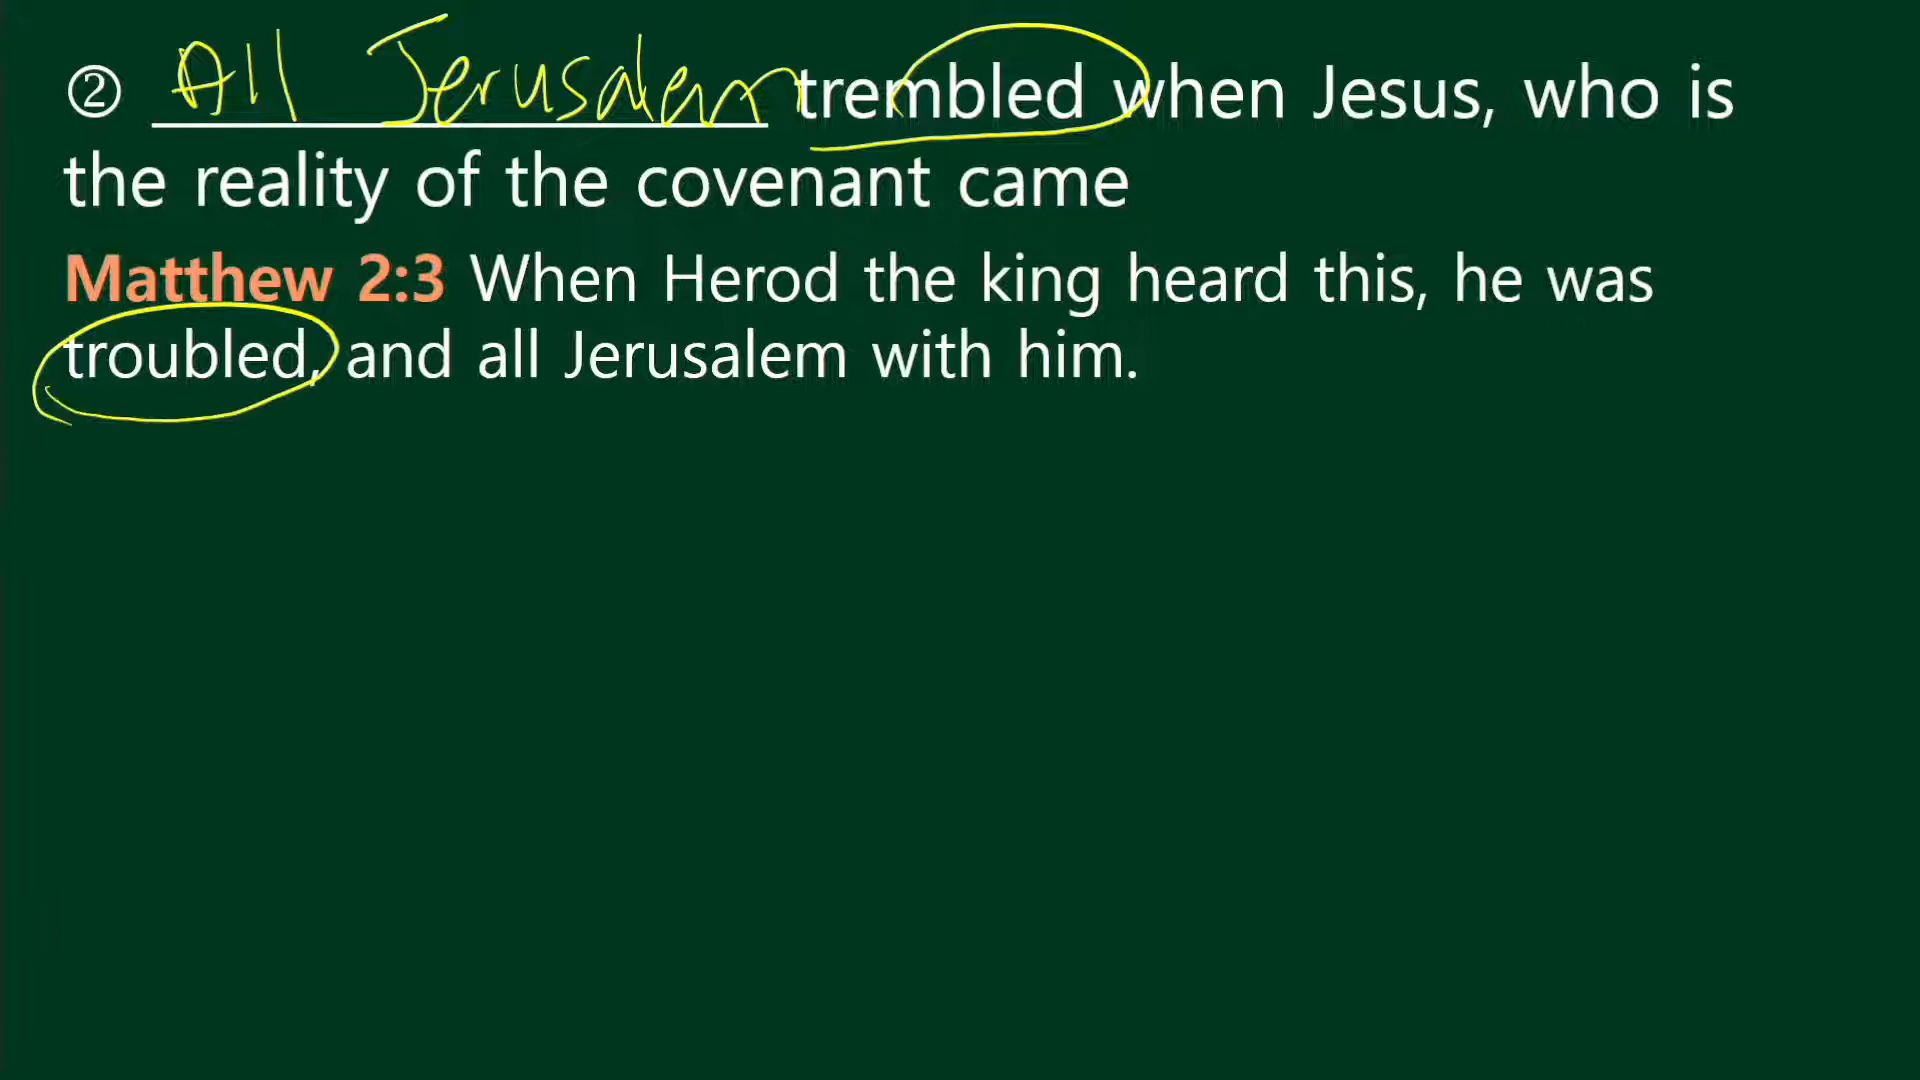 ② All Jerusalem trembled when Jesus, who is
the reality of the covenant came
Matthew 2:3 When Herod the king heard this, he was
troubled, and all Jerusalem with him.